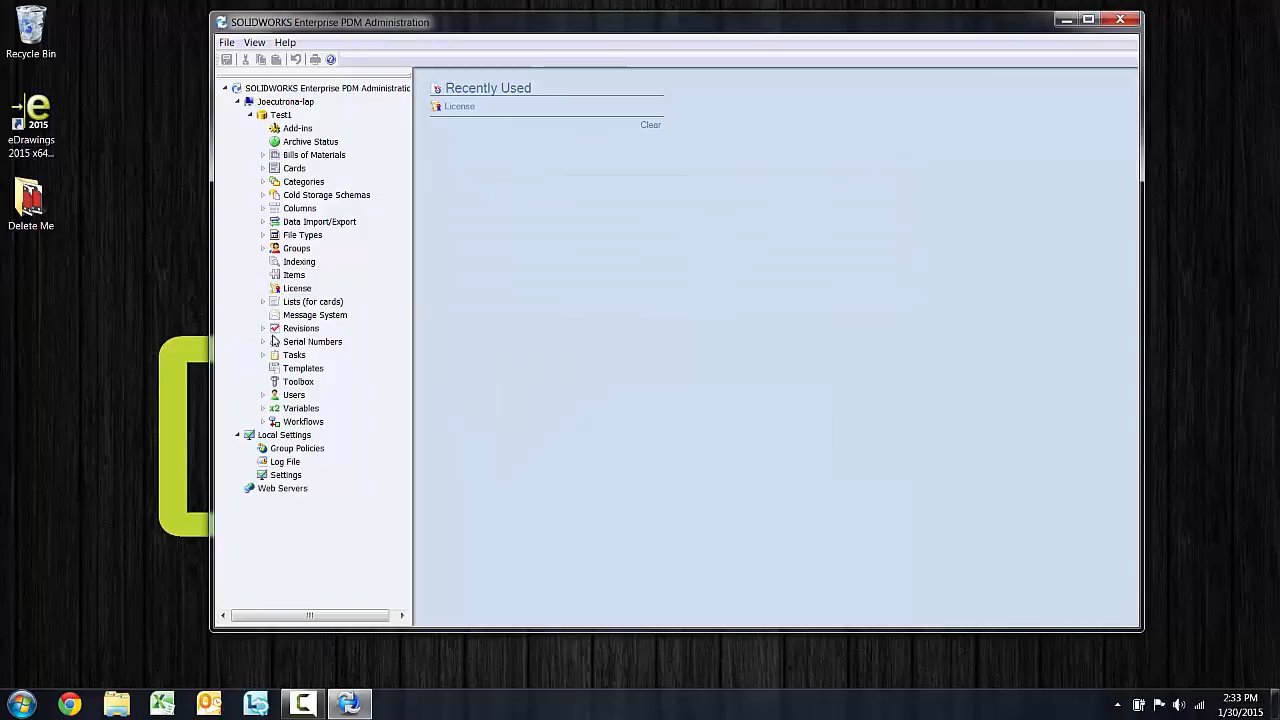 Recycle Bin
eDrawings
2015 x64...
Delete Me
SOLIDWORKS Enterprise PDM Administration
File View Help
SOLIDWORKS Enterprise PDM Administratic
Joecutrona-lap
Test1
Add-ins
Archive Status
Bills of Materials
Cards
Categories
Cold Storage Schemas
Columns
Data Import/Export
File Types
Groups
Indexing
Items
License
Lists (for cards)
Message System
Revisions
Serial Numbers
Tasks
Templates
Toolbox
Users
Variables
Workflows
Local Settings
Group Policies
Log File
Settings
Web Servers
Recently Used
License
Clear
2:33 PM
1/30/2015